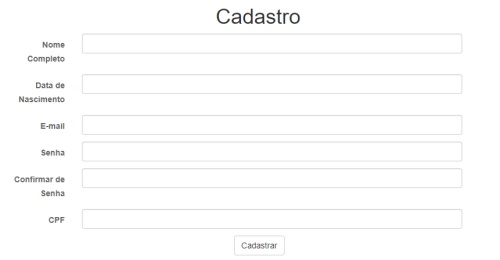 Cadastro
Nome
Completo
Data de
Nascimento
E-mail
Senha
Confirmar de
Senha
CPF
Cadastrar